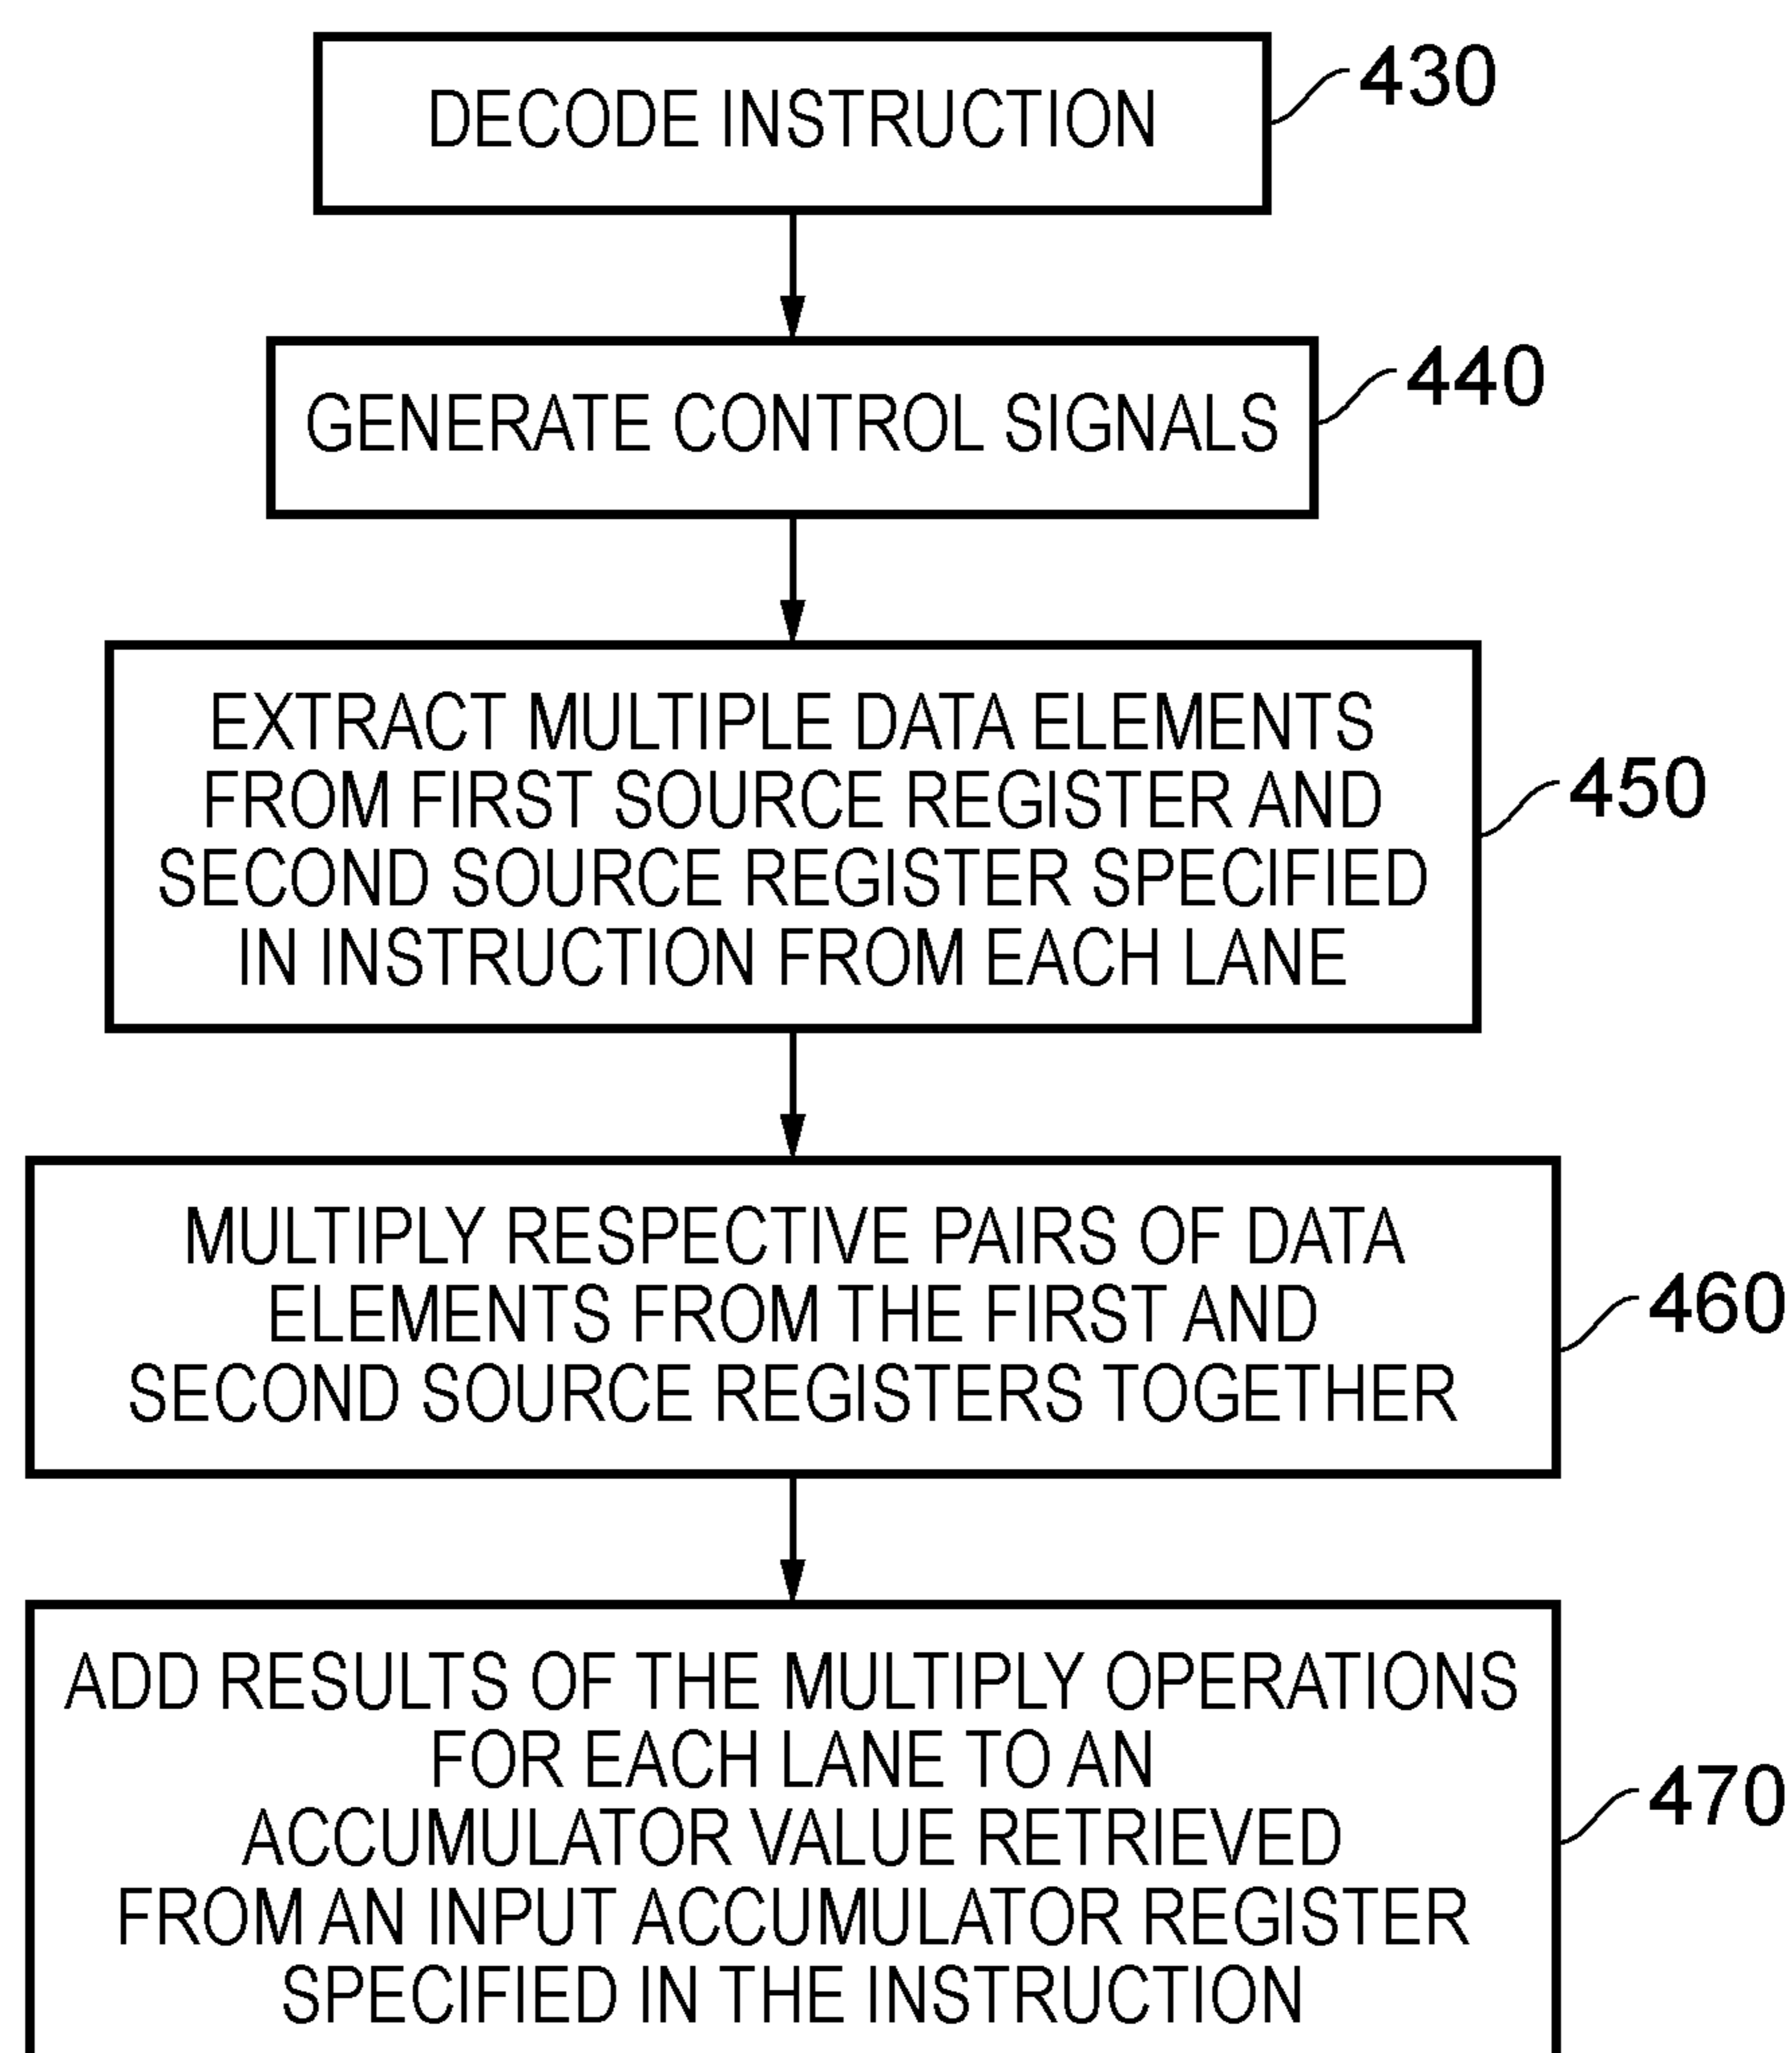 DECODE INSTRUCTION
430
GENERATE CONTROL SIGNALS
440
EXTRACT MULTIPLE DATA ELEMENTS
FROM FIRST SOURCE REGISTER AND
SECOND SOURCE REGISTER SPECIFIED
IN INSTRUCTION FROM EACH LANE
450
MULTIPLY RESPECTIVE PAIRS OF DATA
ELEMENTS FROM THE FIRST AND
SECOND SOURCE REGISTERS TOGETHER
460
ADD RESULTS OF THE MULTIPLY OPERATIONS
FOR EACH LANE TO AN
ACCUMULATOR VALUE RETRIEVED
FROM AN INPUT ACCUMULATOR REGISTER
SPECIFIED IN THE INSTRUCTION
470